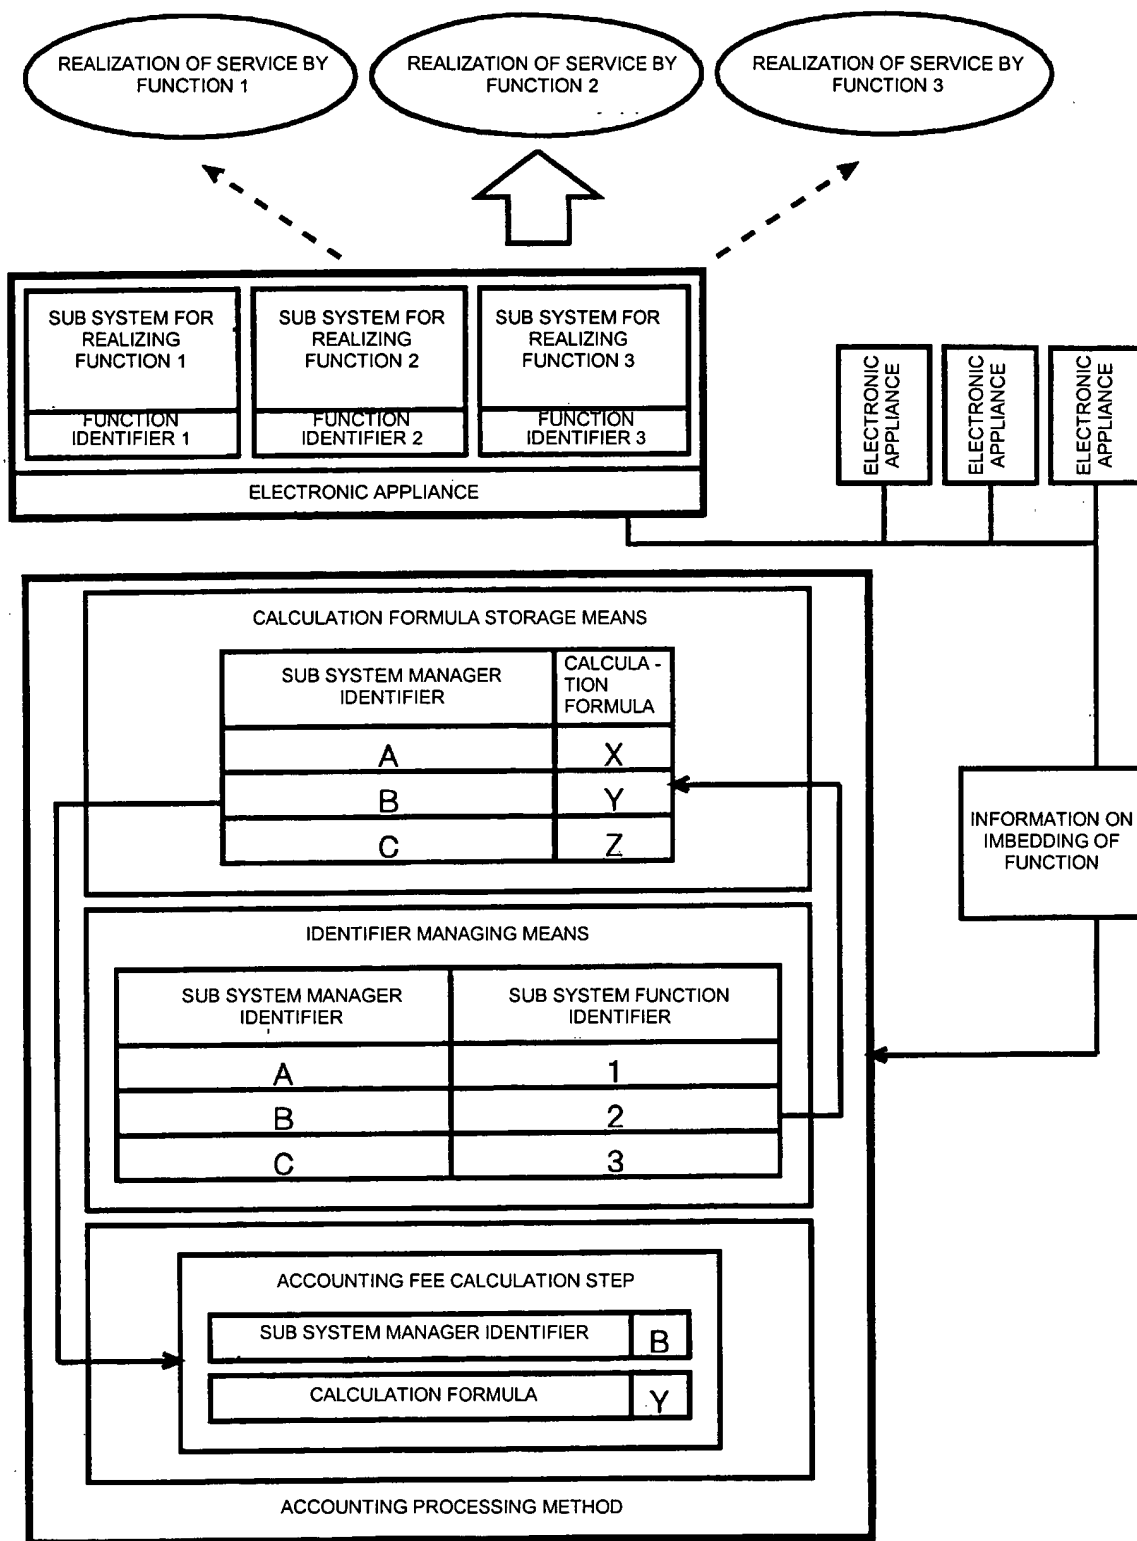 REALIZATION OF SERVICE BY
FUNCTION 1
REALIZATION OF SERVICE BY
FUNCTION 2
REALIZATION OF SERVICE BY
FUNCTION 3
SUB SYSTEM FOR
REALIZING
FUNCTION 1
FUNCTION
IDENTIFIER 1
SUB SYSTEM FOR
REALIZING
FUNCTION 2
FUNCTION
IDENTIFIER 2
SUB SYSTEM FOR
REALIZING
FUNCTION 3
FUNCTION
IDENTIFIER 3
ELECTRONIC APPLIANCE
ELECTRONIC
APPLIANCE
ELECTRONIC
APPLIANCE
ELECTRONIC
APPLIANCE
CALCULATION FORMULA STORAGE MEANS
SUB SYSTEM MANAGER
IDENTIFIER
CALCULA -
TION
FORMULA
A X
B Y
C Z
INFORMATION ON
IMBEDDING OF
FUNCTION
IDENTIFIER MANAGING MEANS
SUB SYSTEM MANAGER
IDENTIFIER
SUB SYSTEM FUNCTION
IDENTIFIER
A 1
B 2
C 3
ACCOUNTING FEE CALCULATION STEP
SUB SYSTEM MANAGER IDENTIFIER B
CALCULATION FORMULA Y
ACCOUNTING PROCESSING METHOD